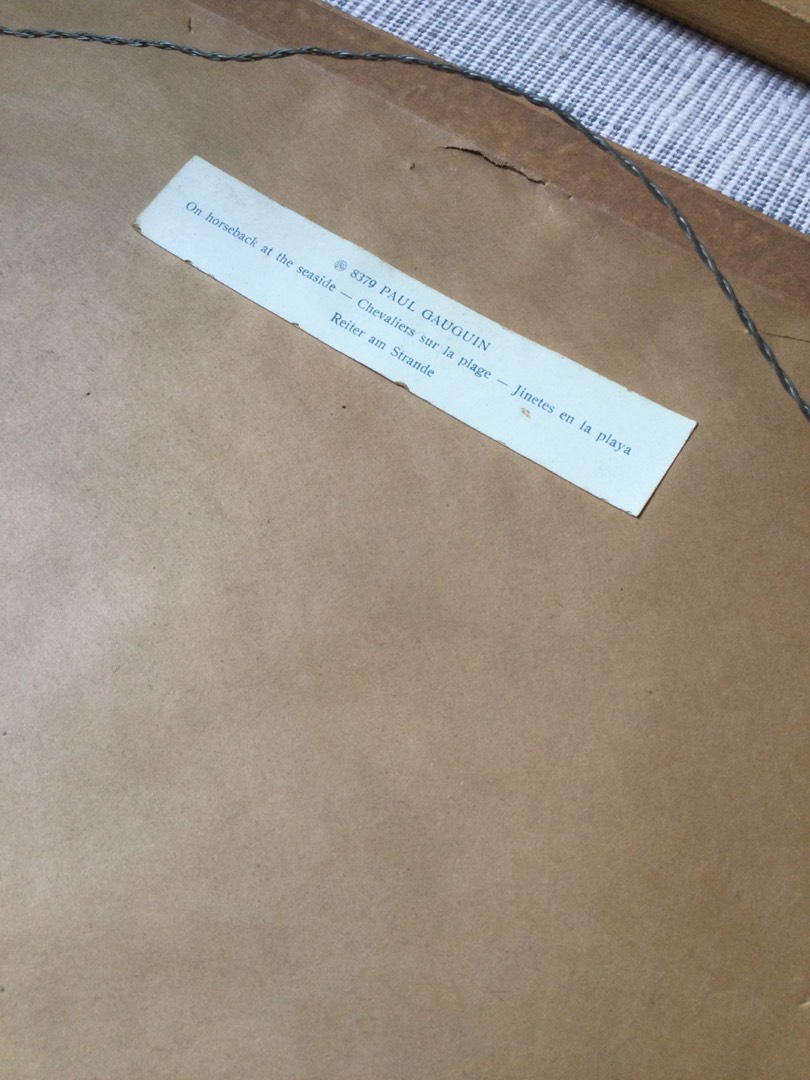 8379 PAUL GAUGUIN
On horseback at the seaside — Chevaliers sur la plage — Jinetes en la playa
Reiter am Strande